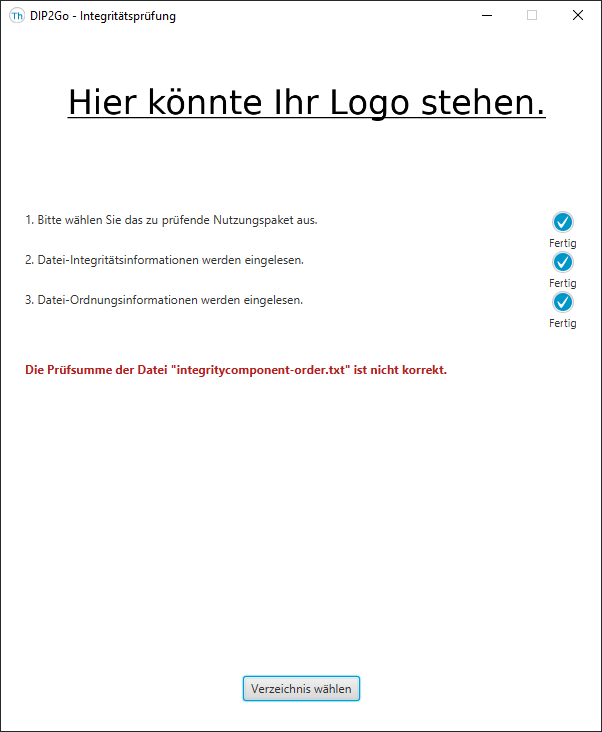 Th DIP2Go - Integritätsprüfung
Hier könnte Ihr Logo stehen.
1. Bitte wählen Sie das zu prüfende Nutzungspaket aus.
Fertig
2. Datei-Integritätsinformationen werden eingelesen.
Fertig
3. Datei-Ordnungsinformationen werden eingelesen.
Fertig
Die Prüfsumme der Datei "integritycomponent-order.txt" ist nicht korrekt.
Verzeichnis wählen